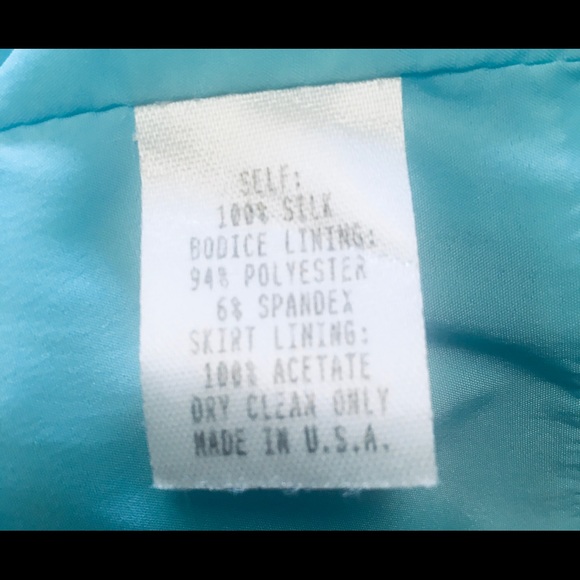 SELF:
100% SILK
BODICE LINING:
94% POLYESTER
6% SPANDEX
SKIRT LINING:
100% ACETATE
DRY CLEAN ONLY
MADE IN U.S.A.